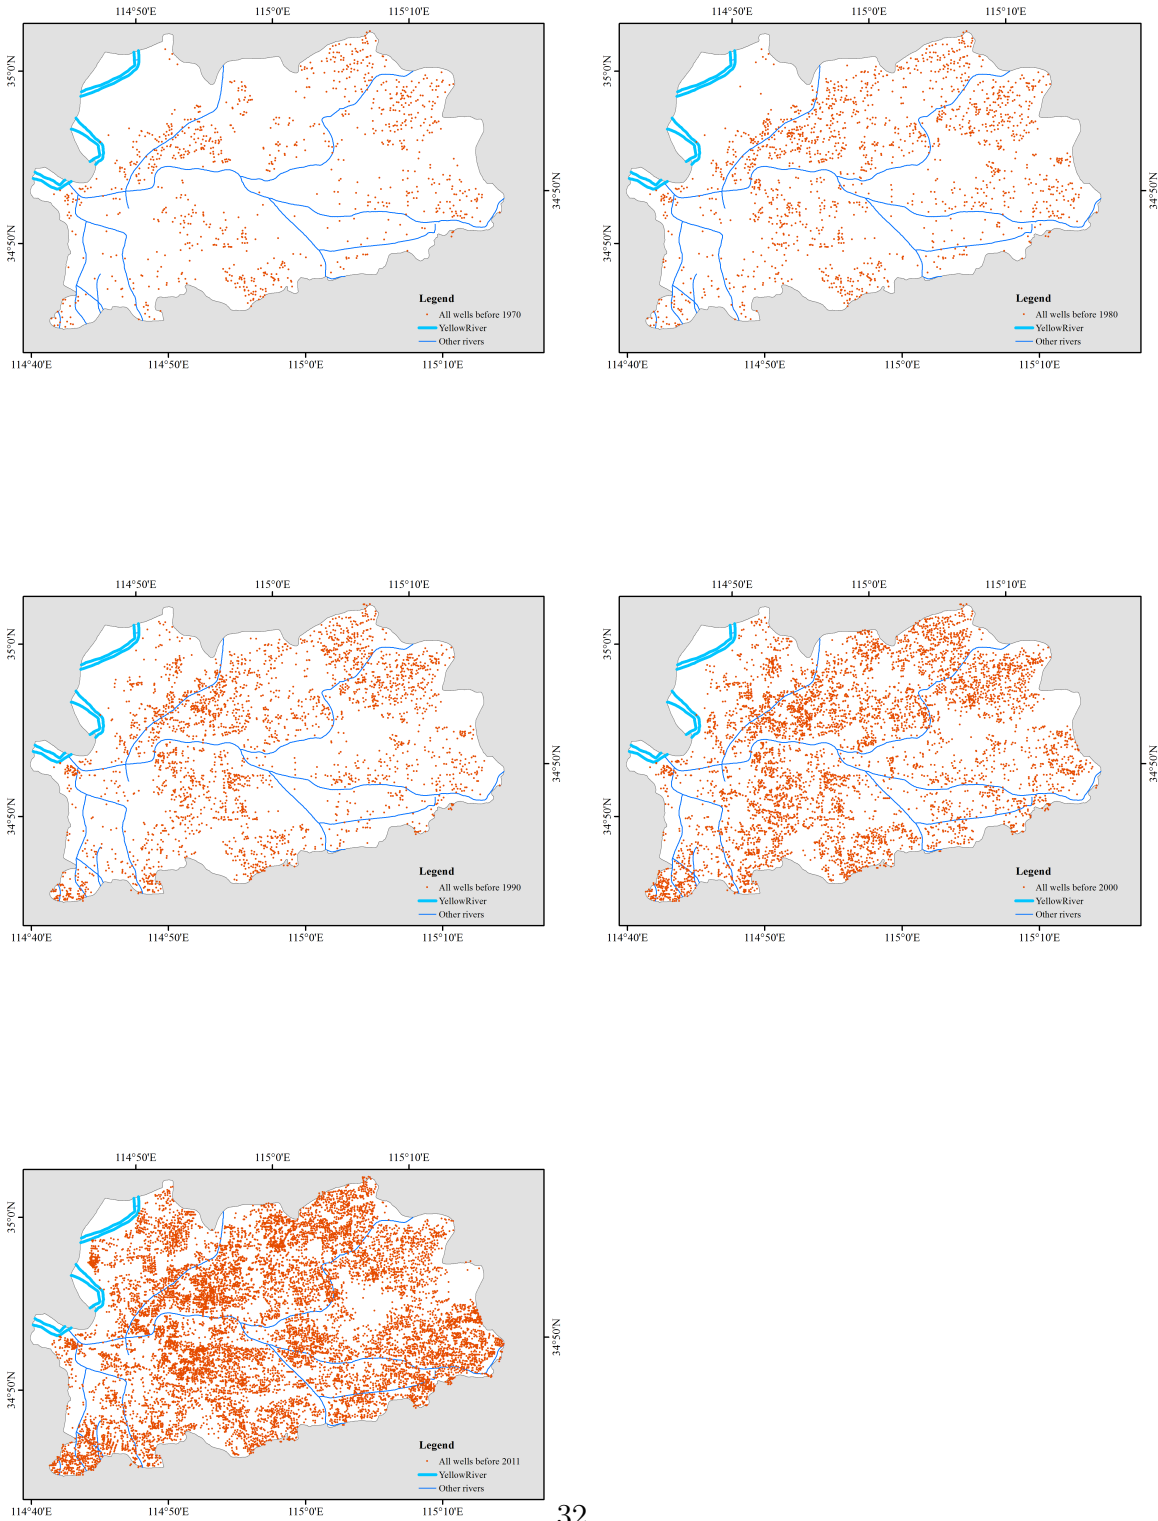 114°50'E 115°0'E 115°10'E 114°50'E 115°0'E 115°10'E
35°0'N 35°0'N
34°50'N 34°50'N
34°50'N 34°50'N
Legend Legend
All wells before 1970 All wells before 1980
YellowRiver YellowRiver
Other rivers Other rivers
114°40'E 114°50'E 115°0'E 115°10'E 114°40'E 114°50'E 115°0'E 115°10'E
114°50'E 115°0'E 115°10'E 114°50'E 115°0'E 115°10'E
35°0'N 35°0'N
34°50'N 34°50'N
34°50'N 34°50'N
Legend Legend
All wells before 1990 All wells before 2000
YellowRiver YellowRiver
Other rivers Other rivers
114°40'E 114°50'E 115°0'E 115°10'E 114°40'E 114°50'E 115°0'E 115°10'E
114°50'E 115°0'E 115°10'E
35°0'N
34°50'N
34°50'N
Legend
All wells before 2011
YellowRiver
Other rivers
114°40'E 114°50'E 115°0'E 115°10'E
32